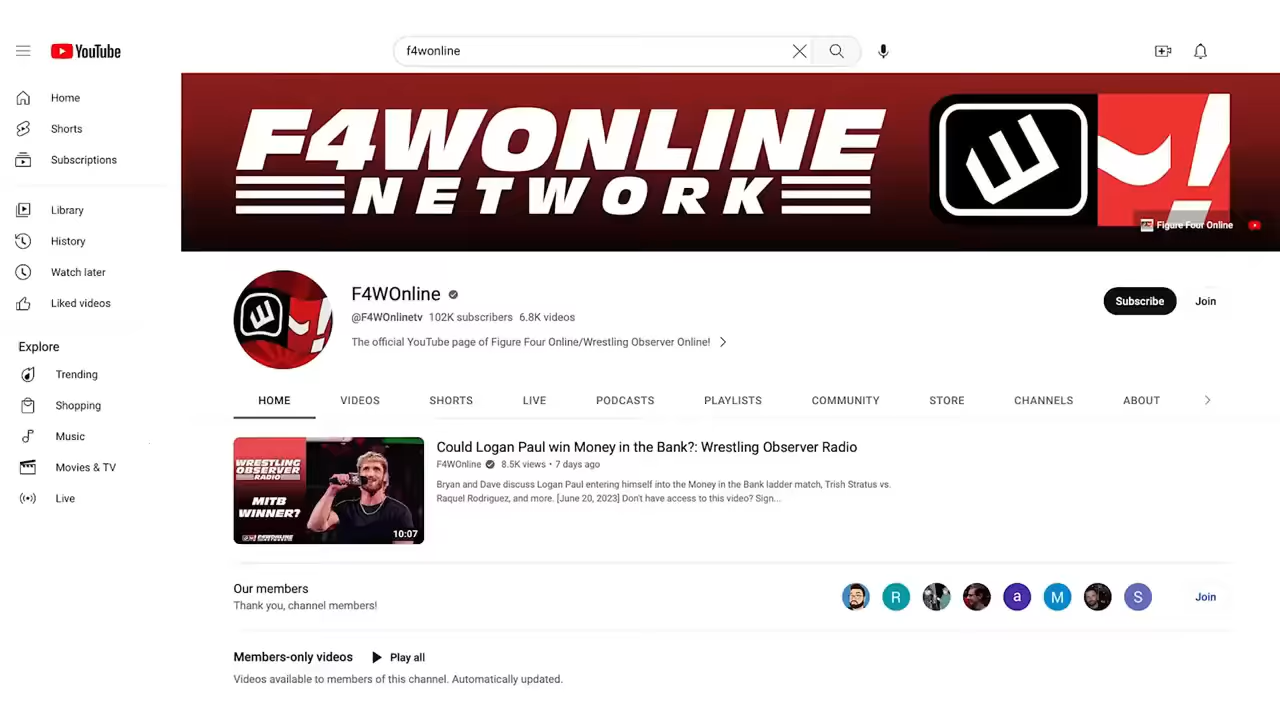 YouTube
f4wonline
Home
Shorts
Subscriptions
Library
History
Watch later
Liked videos
Explore
Trending
Shopping
Music
Movies & TV
Live
F4WONLINE
NETWORK
Figure Four Online
F4WOnline
@F4WOnlinetv 102K subscribers 6.8K videos
The official YouTube page of Figure Four Online/Wrestling Observer Online!
Subscribe
Join
HOME VIDEOS SHORTS LIVE PODCASTS PLAYLISTS COMMUNITY STORE CHANNELS ABOUT
WRESTLING
OBSERVER
RADIO
MITB
WINNER?
F4WONLINE
10:07
Could Logan Paul win Money in the Bank?: Wrestling Observer Radio
F4WOnline 8.5K views • 7 days ago
Bryan and Dave discuss Logan Paul entering himself into the Money in the Bank ladder match, Trish Stratus vs.
Raquel Rodriguez, and more. [June 20, 2023] Don't have access to this video? Sign...
Our members
Thank you, channel members!
R a M S
Join
Members-only videos Play all
Videos available to members of this channel. Automatically updated.